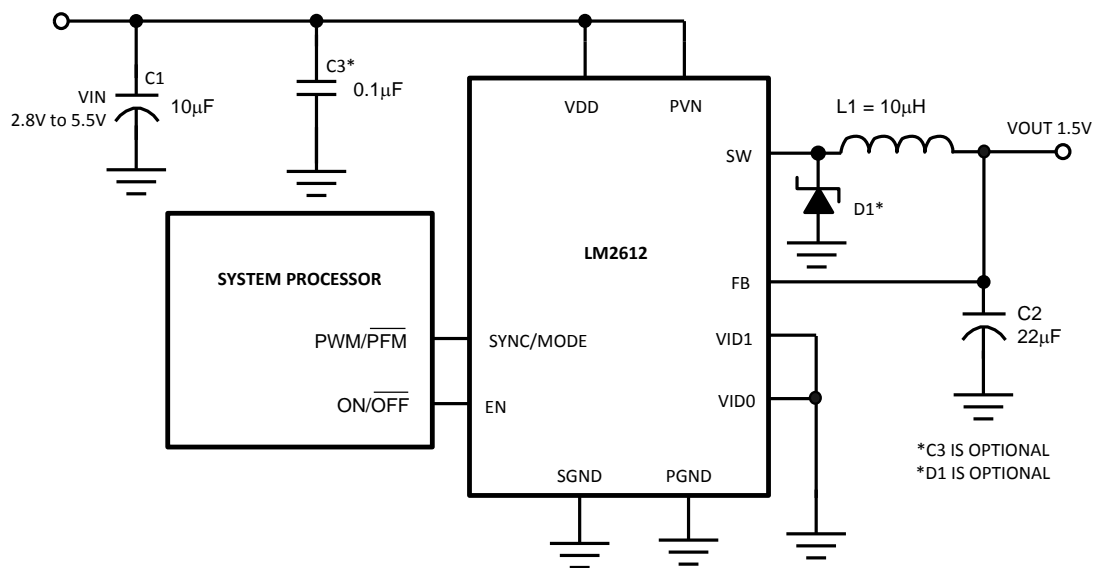 C1
C3*
VIN
10μF
0.1μF
2.8V to 5.5V
VDD
PVN
L1 = 10μH
VOUT 1.5V
SW
D1*
LM2612
SYSTEM PROCESSOR
FB
C2
22μF
PWM/PFM
SYNC/MODE
VID1
ON/OFF
EN
VID0
*C3 IS OPTIONAL
*D1 IS OPTIONAL
SGND
PGND